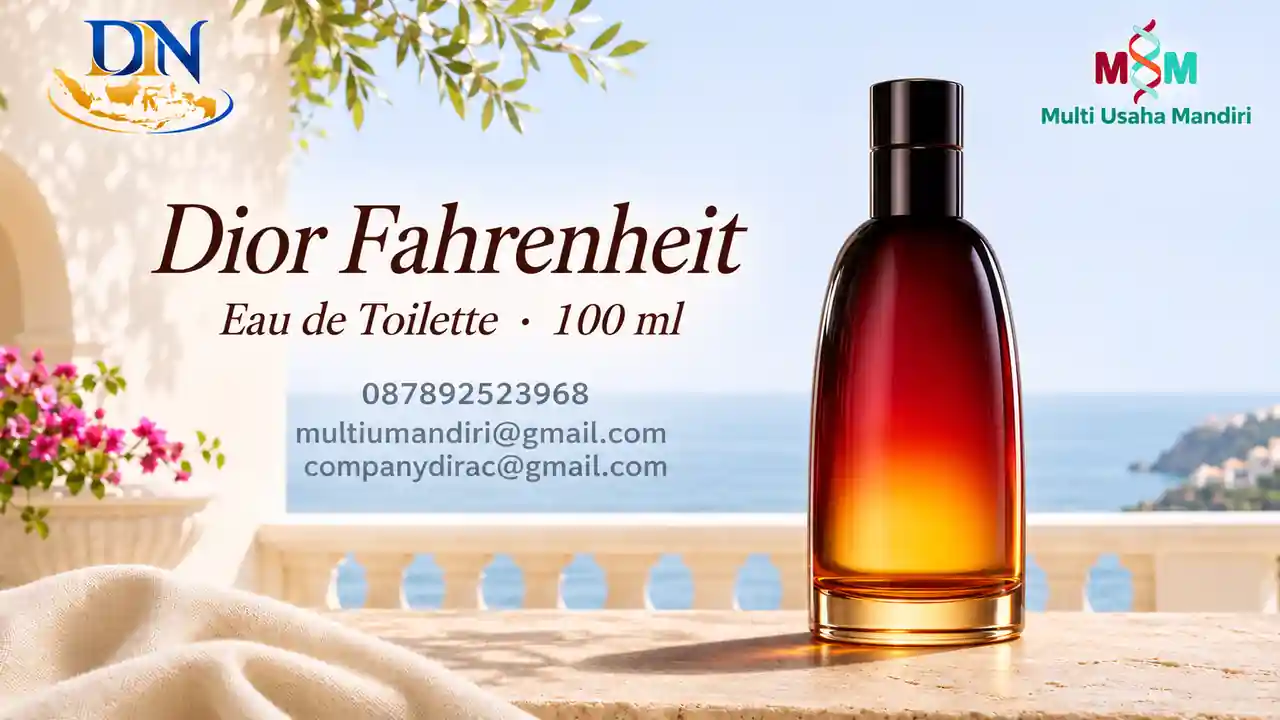 DN
MSM
Multi Usaha Mandiri
Dior Fahrenheit
Eau de Toilette · 100 ml
087892523968
multiumandiri@gmail.com
companydirac@gmail.com